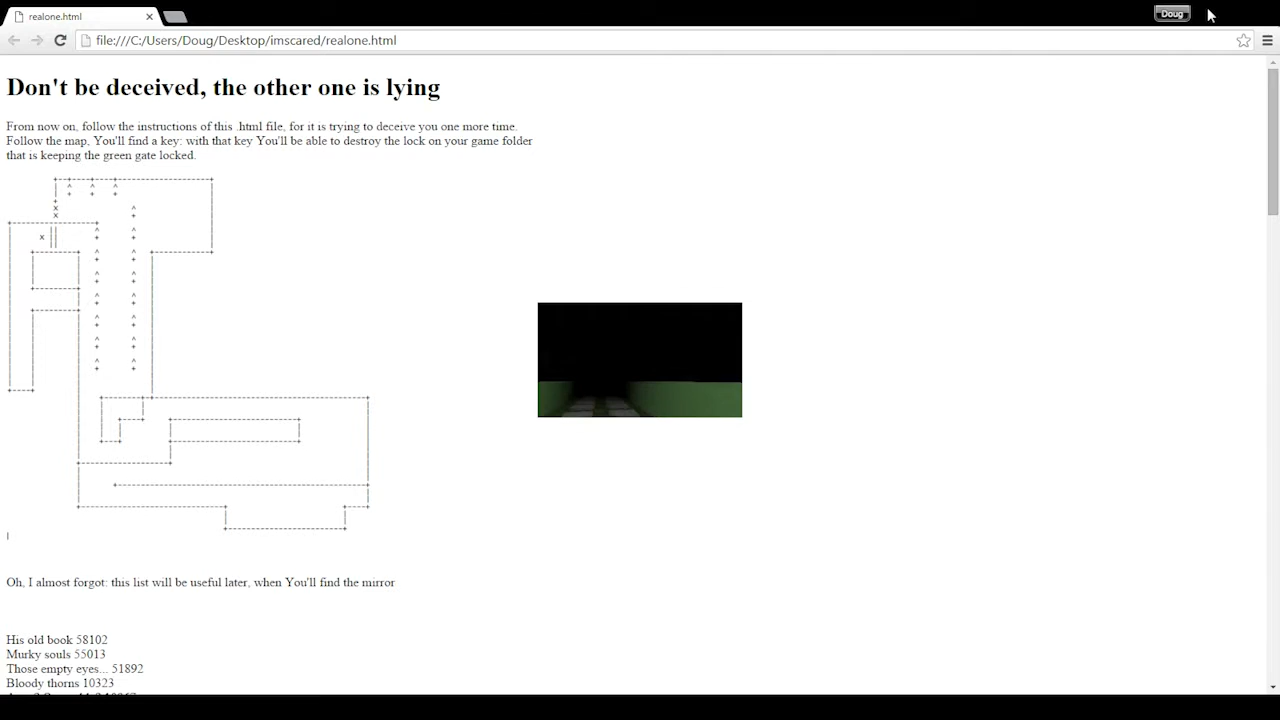 realone.html
Doug
file:///C:/Users/Doug/Desktop/imscared/realone.html
Don't be deceived, the other one is lying
From now on, follow the instructions of this .html file, for it is trying to deceive you one more time.
Follow the map, You'll find a key: with that key You'll be able to destroy the lock on your game folder
that is keeping the green gate locked.
x
x
x
Oh, I almost forgot: this list will be useful later, when You'll find the mirror
His old book 58102
Murky souls 55013
Those empty eyes... 51892
Bloody thorns 10323